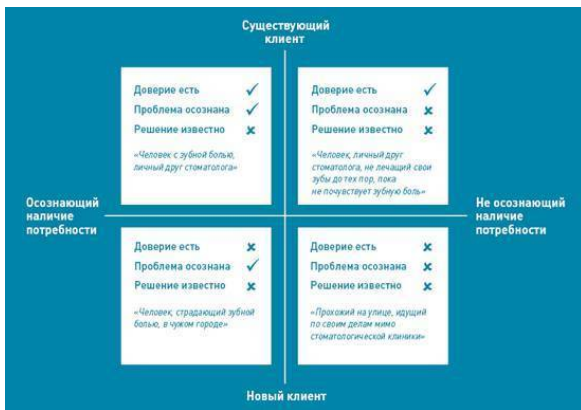 Существующий
клиент
Доверие есть ✓
Проблема осознана ✓
Решение известно ×
«Человек с зубной болью,
личный друг стоматолога»
Доверие есть ✓
Проблема осознана ×
Решение известно ×
«Человек, личный друг
стоматолога, не лечащий свои
зубы до тех пор, пока
не почувствует зубную боль»
Осознающий
наличие
потребности
Не осознающий
наличие
потребности
Доверие есть ×
Проблема осознана ✓
Решение известно ×
«Человек, страдающий зубной
болью, в чужом городе»
Доверие есть ×
Проблема осознана ×
Решение известно ×
«Прохожий на улице, идущий
по своим делам мимо
стоматологической клиники»
Новый клиент